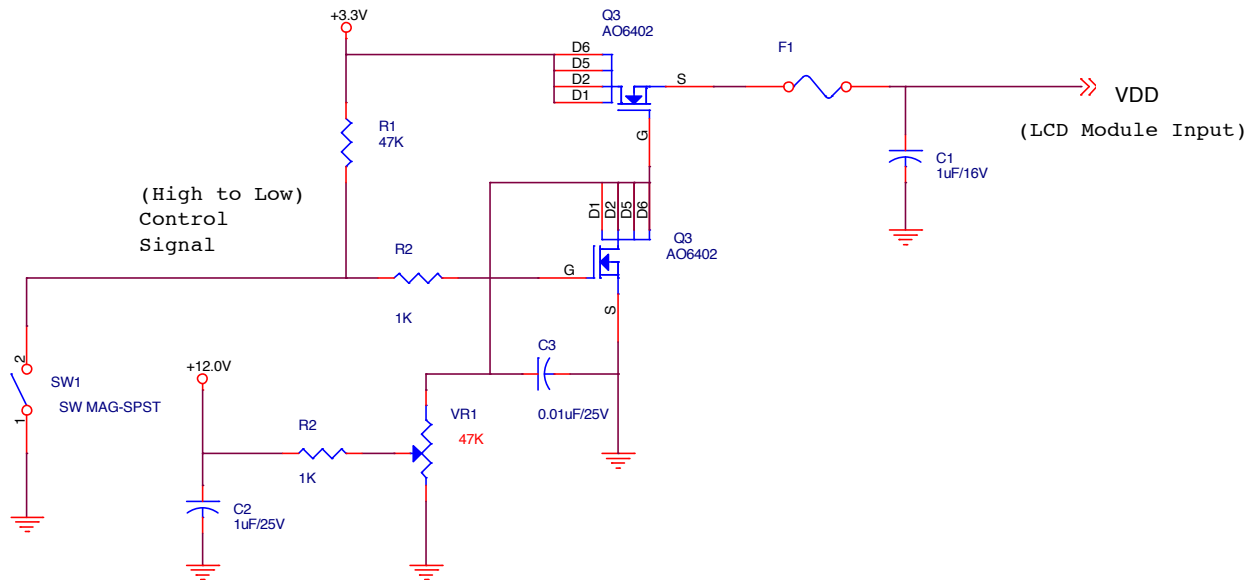 +3.3V
Q3
AO6402
D6
D5
D2
D1
S
F1
VDD
(LCD Module Input)
R1
47K
G
C1
1uF/16V
(High to Low)
Control
Signal
D1
D2
D5
D6
Q3
AO6402
R2
G
1K
S
C3
+12.0V
2
SW1
SW MAG-SPST
1
0.01uF/25V
VR1
47K
R2
1K
C2
1uF/25V